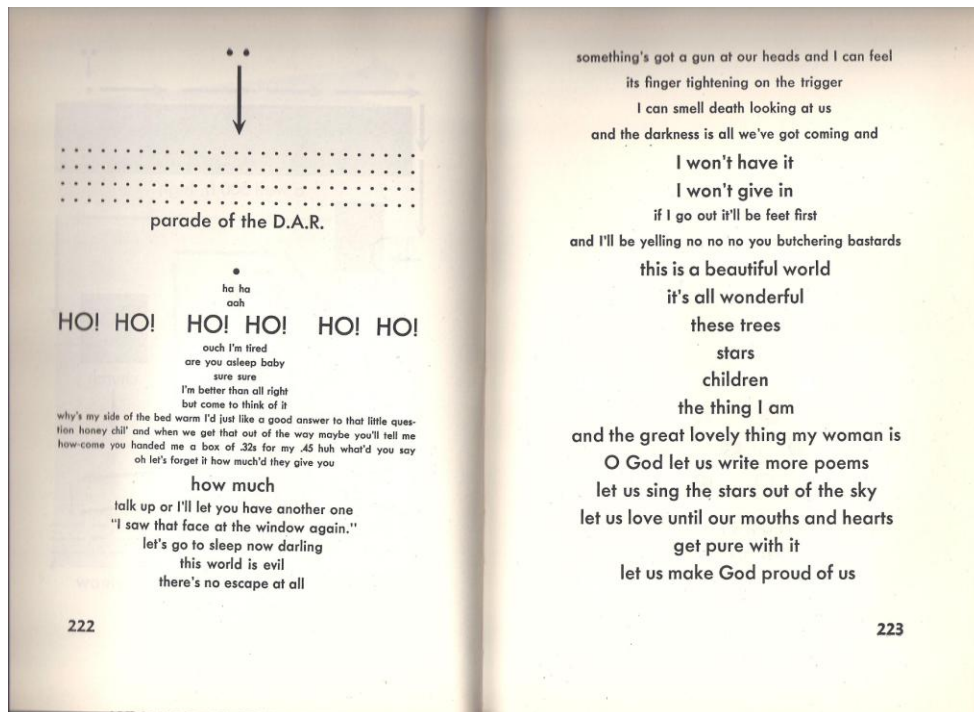 parade of the D.A.R.
ha ha
aah
HO! HO! HO! HO! HO! HO!
ouch I'm tired
are you asleep baby
sure sure
I'm better than all right
but come to think of it
why's my side of the bed warm I'd just like a good answer to that little ques-
tion honey chil' and when we get that out of the way maybe you'll tell me
how-come you handed me a box of .32s for my .45 huh what'd you say
oh let's forget it how much'd they give you
how much
talk up or I'll let you have another one
"I saw that face at the window again."
let's go to sleep now darling
this world is evil
there's no escape at all
222
something's got a gun at our heads and I can feel
its finger tightening on the trigger
I can smell death looking at us
and the darkness is all we've got coming and
I won't have it
I won't give in
if I go out it'll be feet first
and I'll be yelling no no no you butchering bastards
this is a beautiful world
it's all wonderful
these trees
stars
children
the thing I am
and the great lovely thing my woman is
O God let us write more poems
let us sing the stars out of the sky
let us love until our mouths and hearts
get pure with it
let us make God proud of us
223